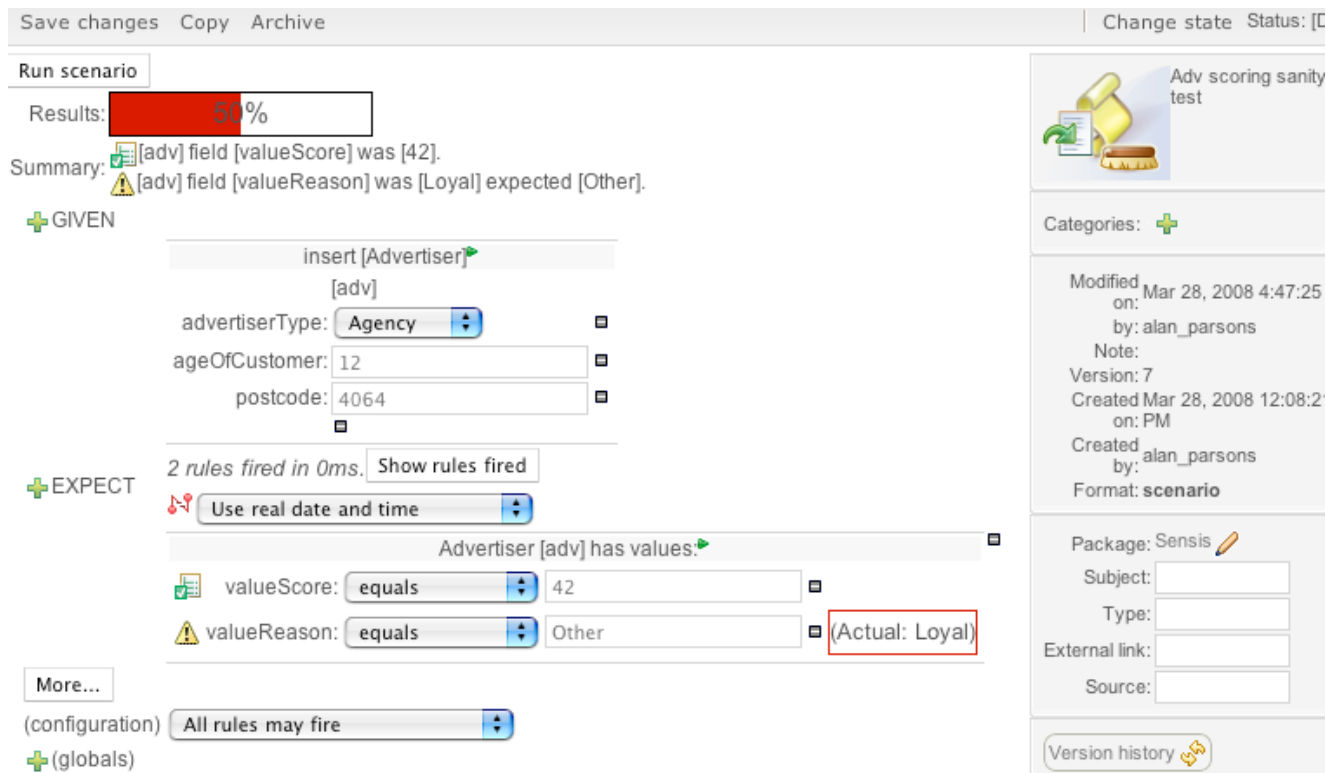 Save changes Copy Archive
Change state Status: [D
Run scenario
Results: 50%
Summary: [adv] field [valueScore] was [42].
[adv] field [valueReason] was [Loyal] expected [Other].
GIVEN
insert [Advertiser]
[adv]
advertiserType: Agency
ageOfCustomer: 12
postcode: 4064
EXPECT
2 rules fired in 0ms. Show rules fired
Use real date and time
Advertiser [adv] has values:
valueScore: equals 42
valueReason: equals Other (Actual: Loyal)
More...
(configuration) All rules may fire
(globals)
Adv scoring sanity
test
Categories:
Modified on: Mar 28, 2008 4:47:25
by: alan_parsons
Note:
Version: 7
Created on: Mar 28, 2008 12:08:21 PM
Created by: alan_parsons
Format: scenario
Package: Sensis
Subject:
Type:
External link:
Source:
Version history